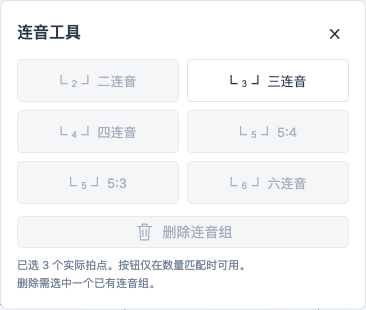 连音工具
2 二连音
3 三连音
4 四连音
5 5:4
5 5:3
6 六连音
删除连音组
已选 3 个实际拍点。按钮仅在数量匹配时可用。
删除需选中一个已有连音组。